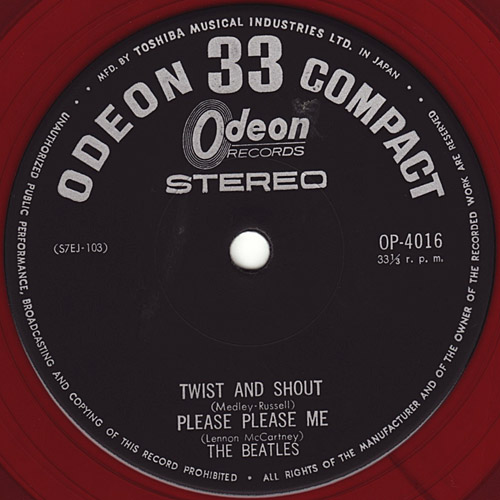 MFD. BY TOSHIBA MUSICAL INDUSTRIES LTD. IN JAPAN
ODEON 33 COMPACT
Odeon
RECORDS
STEREO
(S7EJ-103)
OP-4016
33⅓ r. p. m.
TWIST AND SHOUT
(Medley·Russell)
PLEASE PLEASE ME
(Lennon McCartney)
THE BEATLES
UNAUTHORIZED PUBLIC PERFORMANCE, BROADCASTING AND COPYING OF THIS RECORD PROHIBITED • ALL RIGHTS OF THE MANUFACTURER AND OF THE OWNER OF THE RECORDED WORK ARE RESERVED